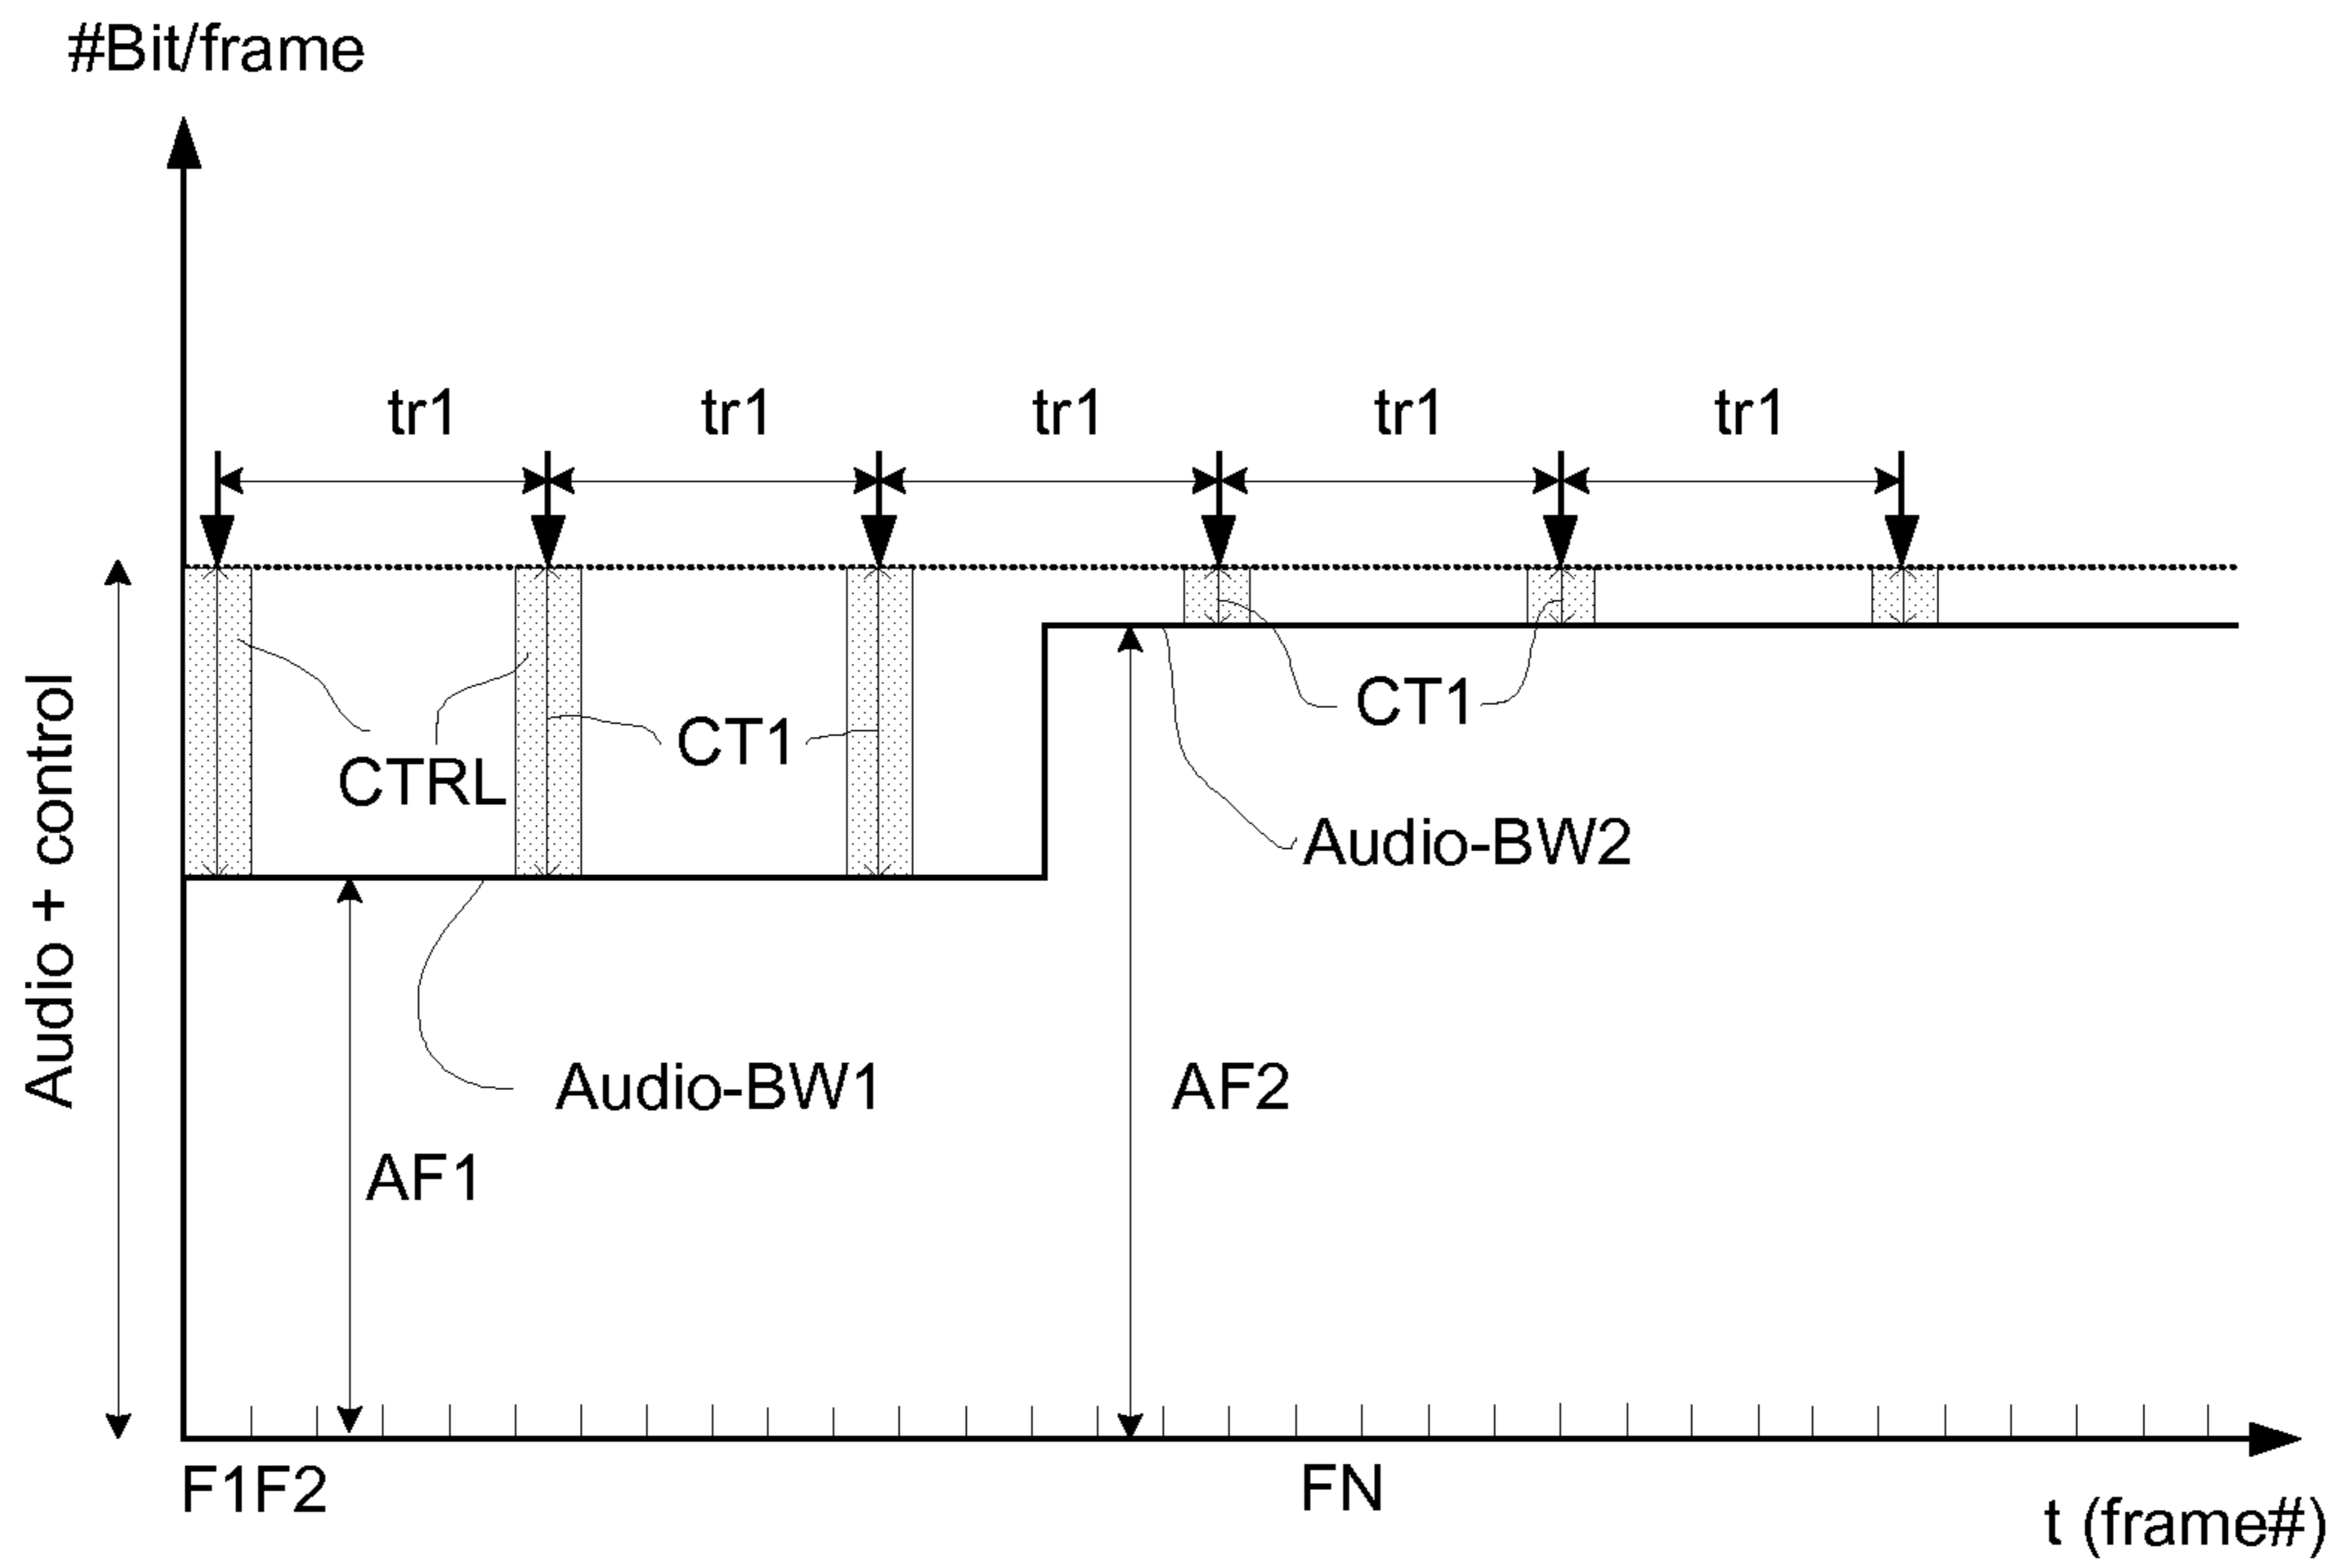 #Bit/frame
tr1 tr1 tr1 tr1 tr1
Audio + control
CTRL
CT1
CT1
Audio-BW2
Audio-BW1
AF2
AF1
F1F2
FN
t (frame#)